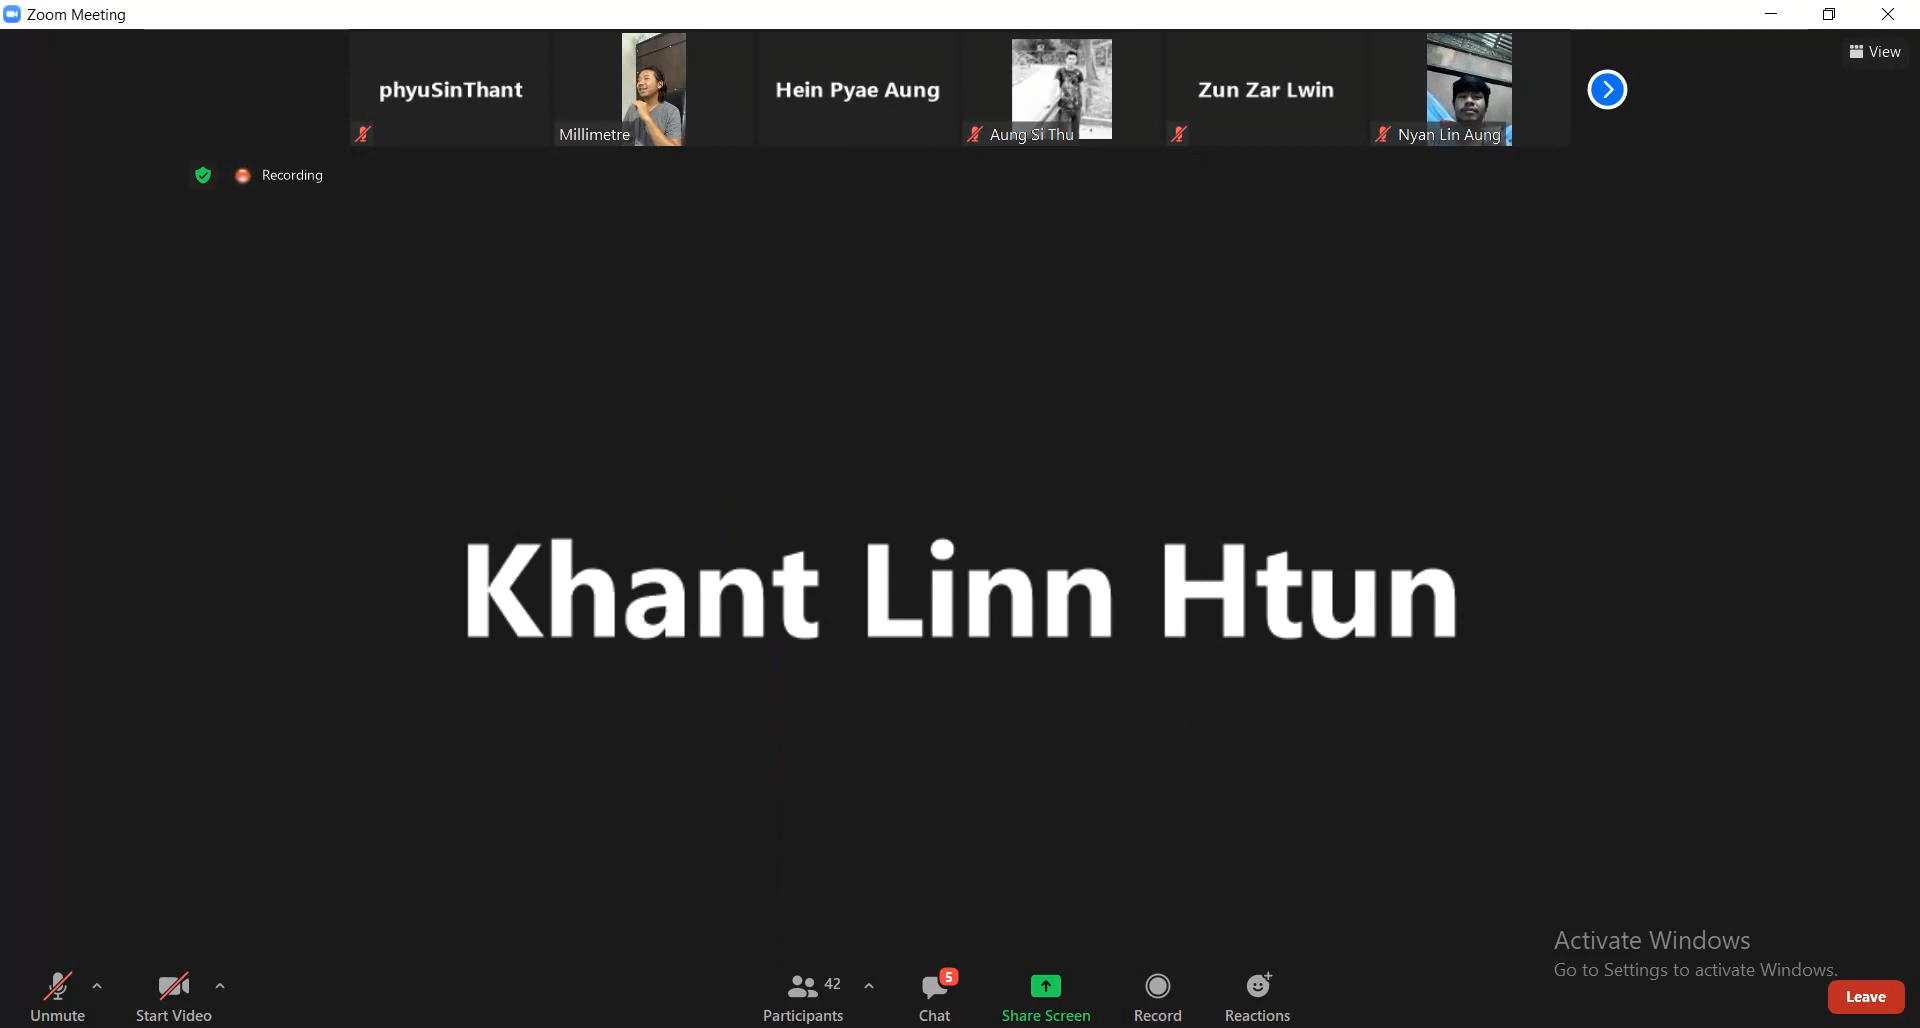 Zoom Meeting
View
phyuSinThant
Millimetre
Hein Pyae Aung
Aung Si Thu
Zun Zar Lwin
Nyan Lin Aung
Recording
Khant Linn Htun
Activate Windows
Go to Settings to activate Windows.
Unmute
Start Video
42
Participants
5
Chat
Share Screen
Record
Reactions
Leave